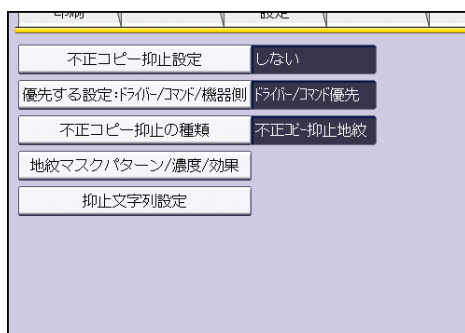 印刷 設定
不正コピー抑止設定 しない
優先する設定:ドライバー/コマンド/機器側 ドライバー/コマンド優先
不正コピー抑止の種類 不正コピー抑止地紋
地紋マスクパターン/濃度/効果
抑止文字列設定